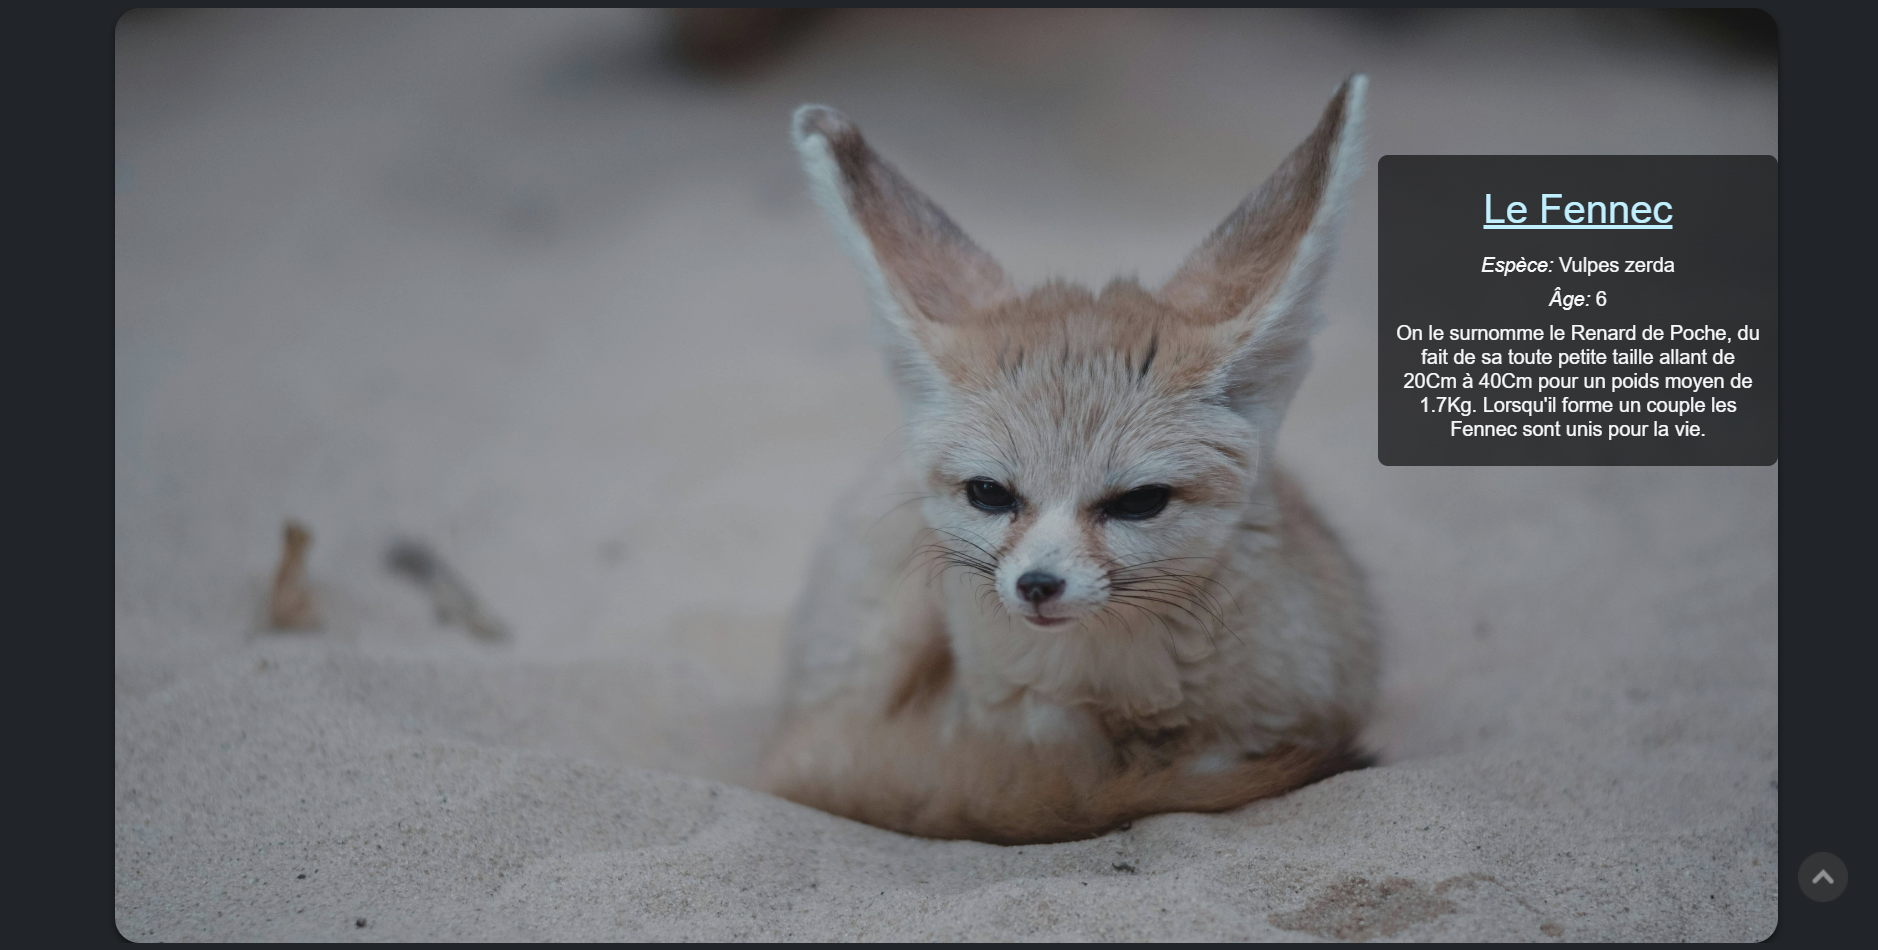 Le Fennec
Espèce: Vulpes zerda
Âge: 6
On le surnomme le Renard de Poche, du
fait de sa toute petite taille allant de
20Cm à 40Cm pour un poids moyen de
1.7Kg. Lorsqu'il forme un couple les
Fennec sont unis pour la vie.